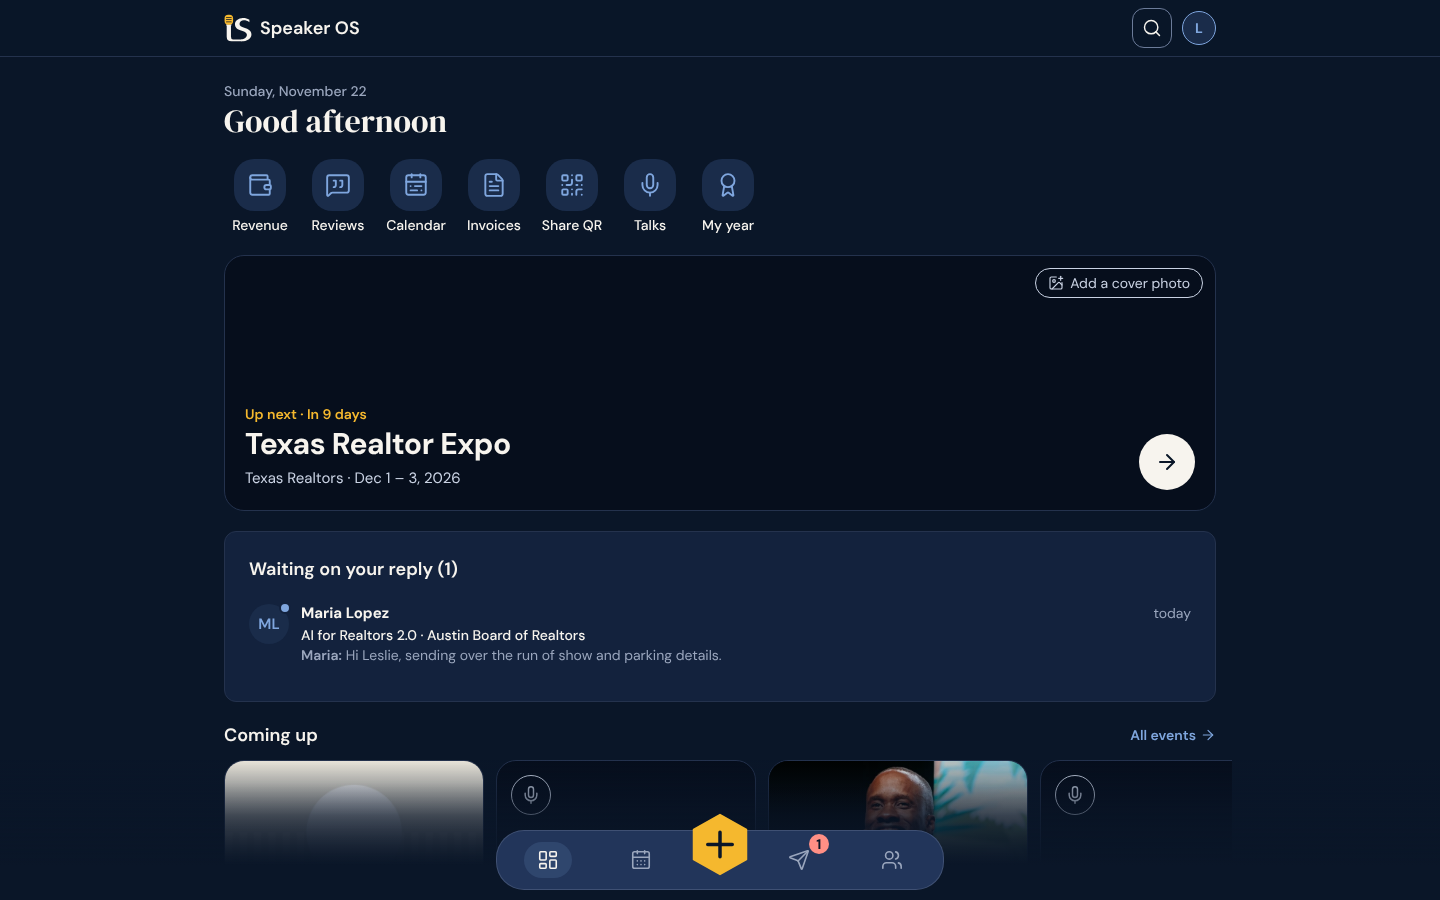 Speaker OS
L
Sunday, November 22
Good afternoon
Revenue
Reviews
Calendar
Invoices
Share QR
Talks
My year
Add a cover photo
Up next · In 9 days
Texas Realtor Expo
Texas Realtors · Dec 1 – 3, 2026
Waiting on your reply (1)
ML
Maria Lopez
today
AI for Realtors 2.0 · Austin Board of Realtors
Maria: Hi Leslie, sending over the run of show and parking details.
Coming up
All events
1